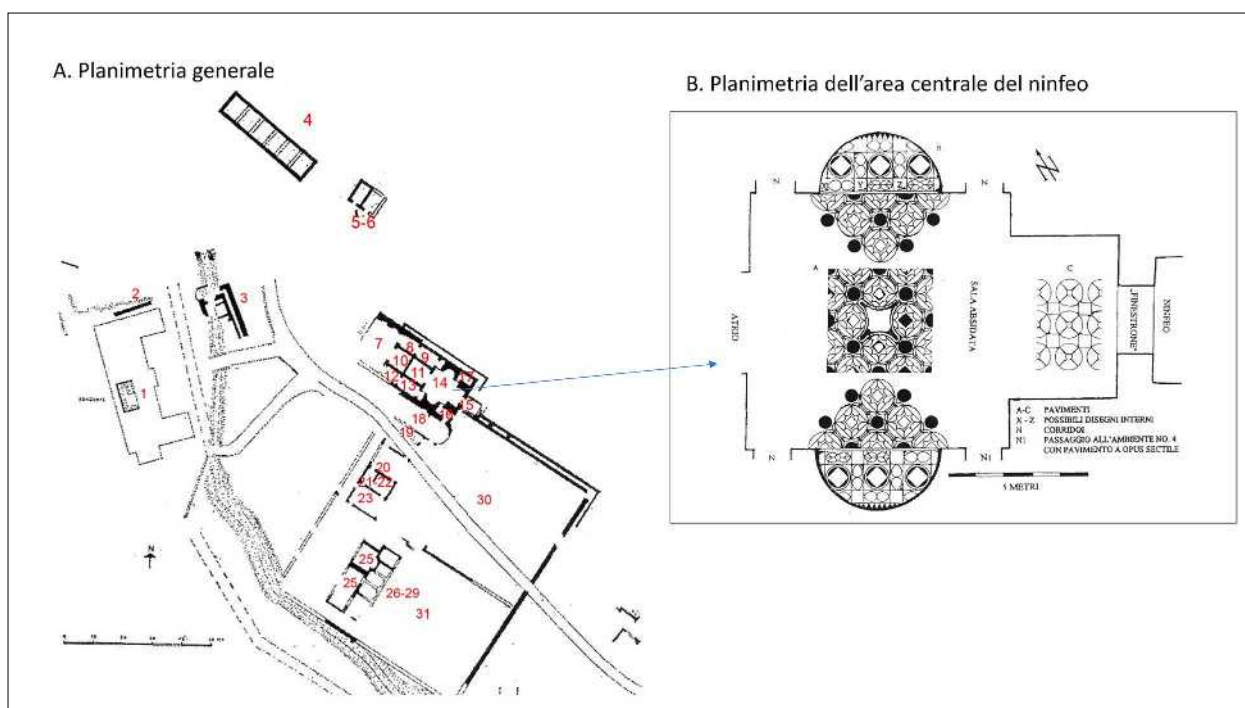 A. Planimetria generale
4
5-6
2
3
1
7
8
9
10
11
12
13
14
17
15
16
18
19
20
21-22
23
30
25
25
26-29
31
N
B. Planimetria dell'area centrale del ninfeo
N
N
N
A
B
C
X
Y
Z
ATRIO
SALA ABSIDATA
"FINESTRONE"
NINFEO
N
N1
A-C PAVIMENTI
X - Z POSSIBILI DISEGNI INTERNI
N CORRIDOI
N1 PASSAGGIO ALL'AMBIENTE NO. 4
CON PAVIMENTO A OPUS SECTILE
5 METRI